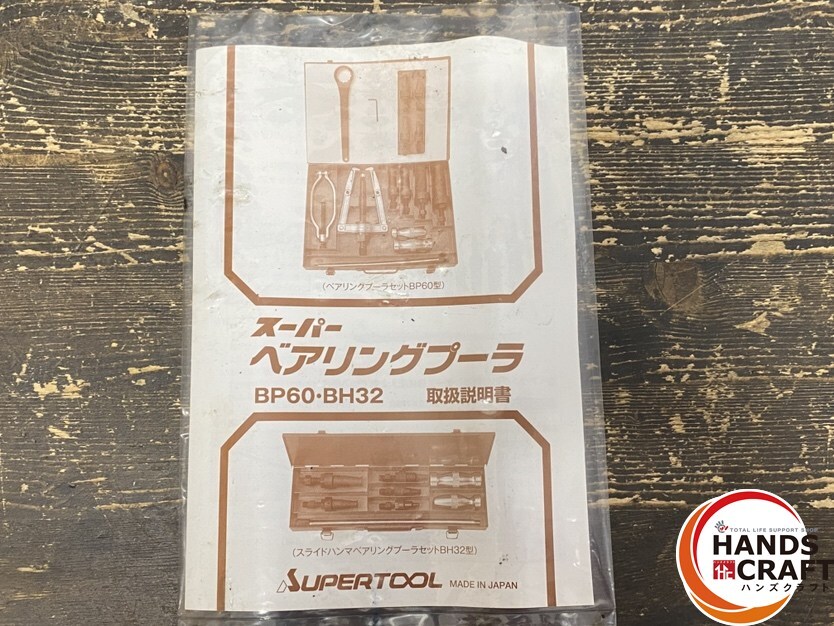 (ベアリングプーラセットBP60型)
スーパー
ベアリングプーラ
BP60・BH32 取扱説明書
(スライドハンマベアリングプーラセットBH32型)
SUPERTOOL MADE IN JAPAN
TOTAL LIFE SUPPORT SHOP
HANDS
CRAFT
ハンズクラフト